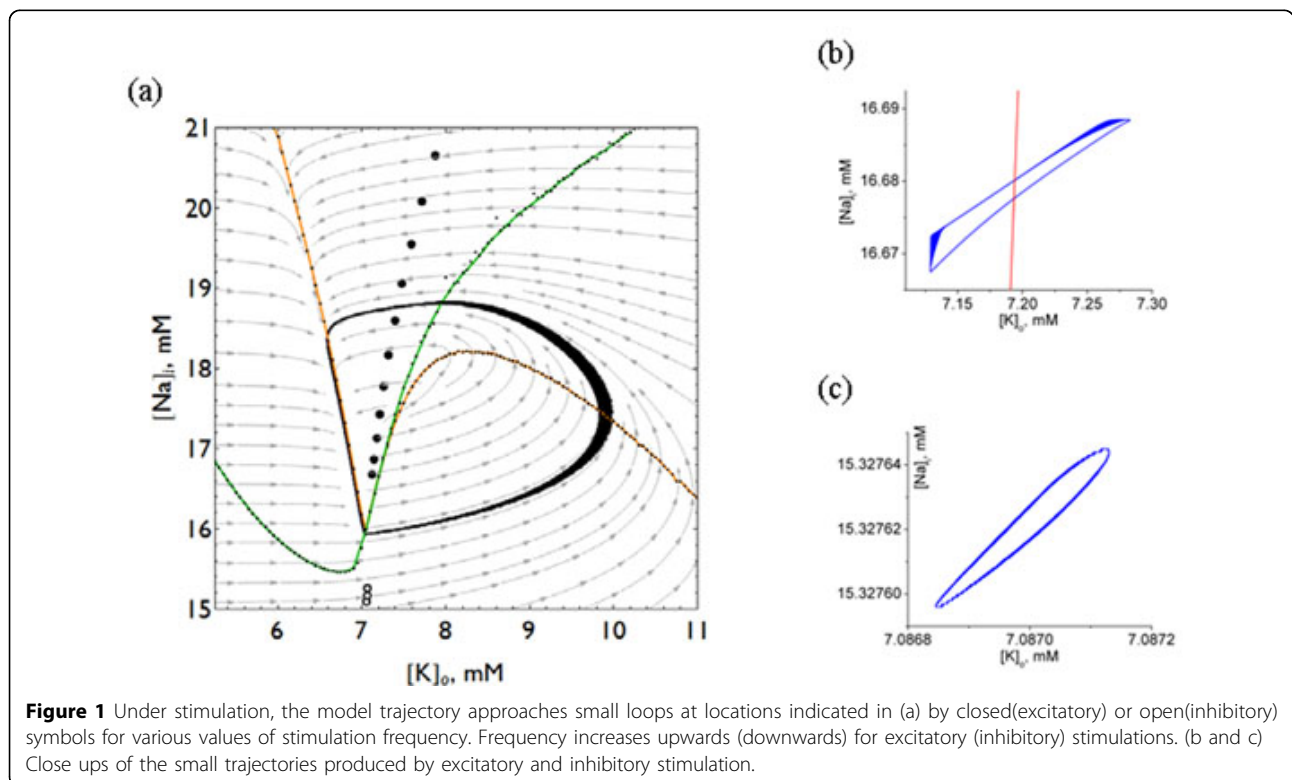 (a)
21
20
19
18
17
16
15
[Na]i, mM
6 7 8 9 10 11
[K]o, mM
(b)
16.69
16.68
16.67
[Na]i, mM
7.15 7.20 7.25 7.30
[K]o, mM
(c)
[Na]i, mM
15.32764
15.32762
15.32760
7.0868 7.0870 7.0872
[K]o, mM
Figure 1 Under stimulation, the model trajectory approaches small loops at locations indicated in (a) by closed(excitatory) or open(inhibitory)
symbols for various values of stimulation frequency. Frequency increases upwards (downwards) for excitatory (inhibitory) stimulations. (b and c)
Close ups of the small trajectories produced by excitatory and inhibitory stimulation.